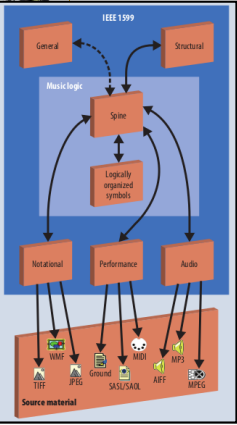 IEEE 1599
General
Structural
Music logic
Spine
Logically
organized
symbols
Notational
Performance
Audio
TIFF
WMF
JPEG
Ground
SASL/SAOL
MIDI
AIFF
MP3
MPEG
Source material